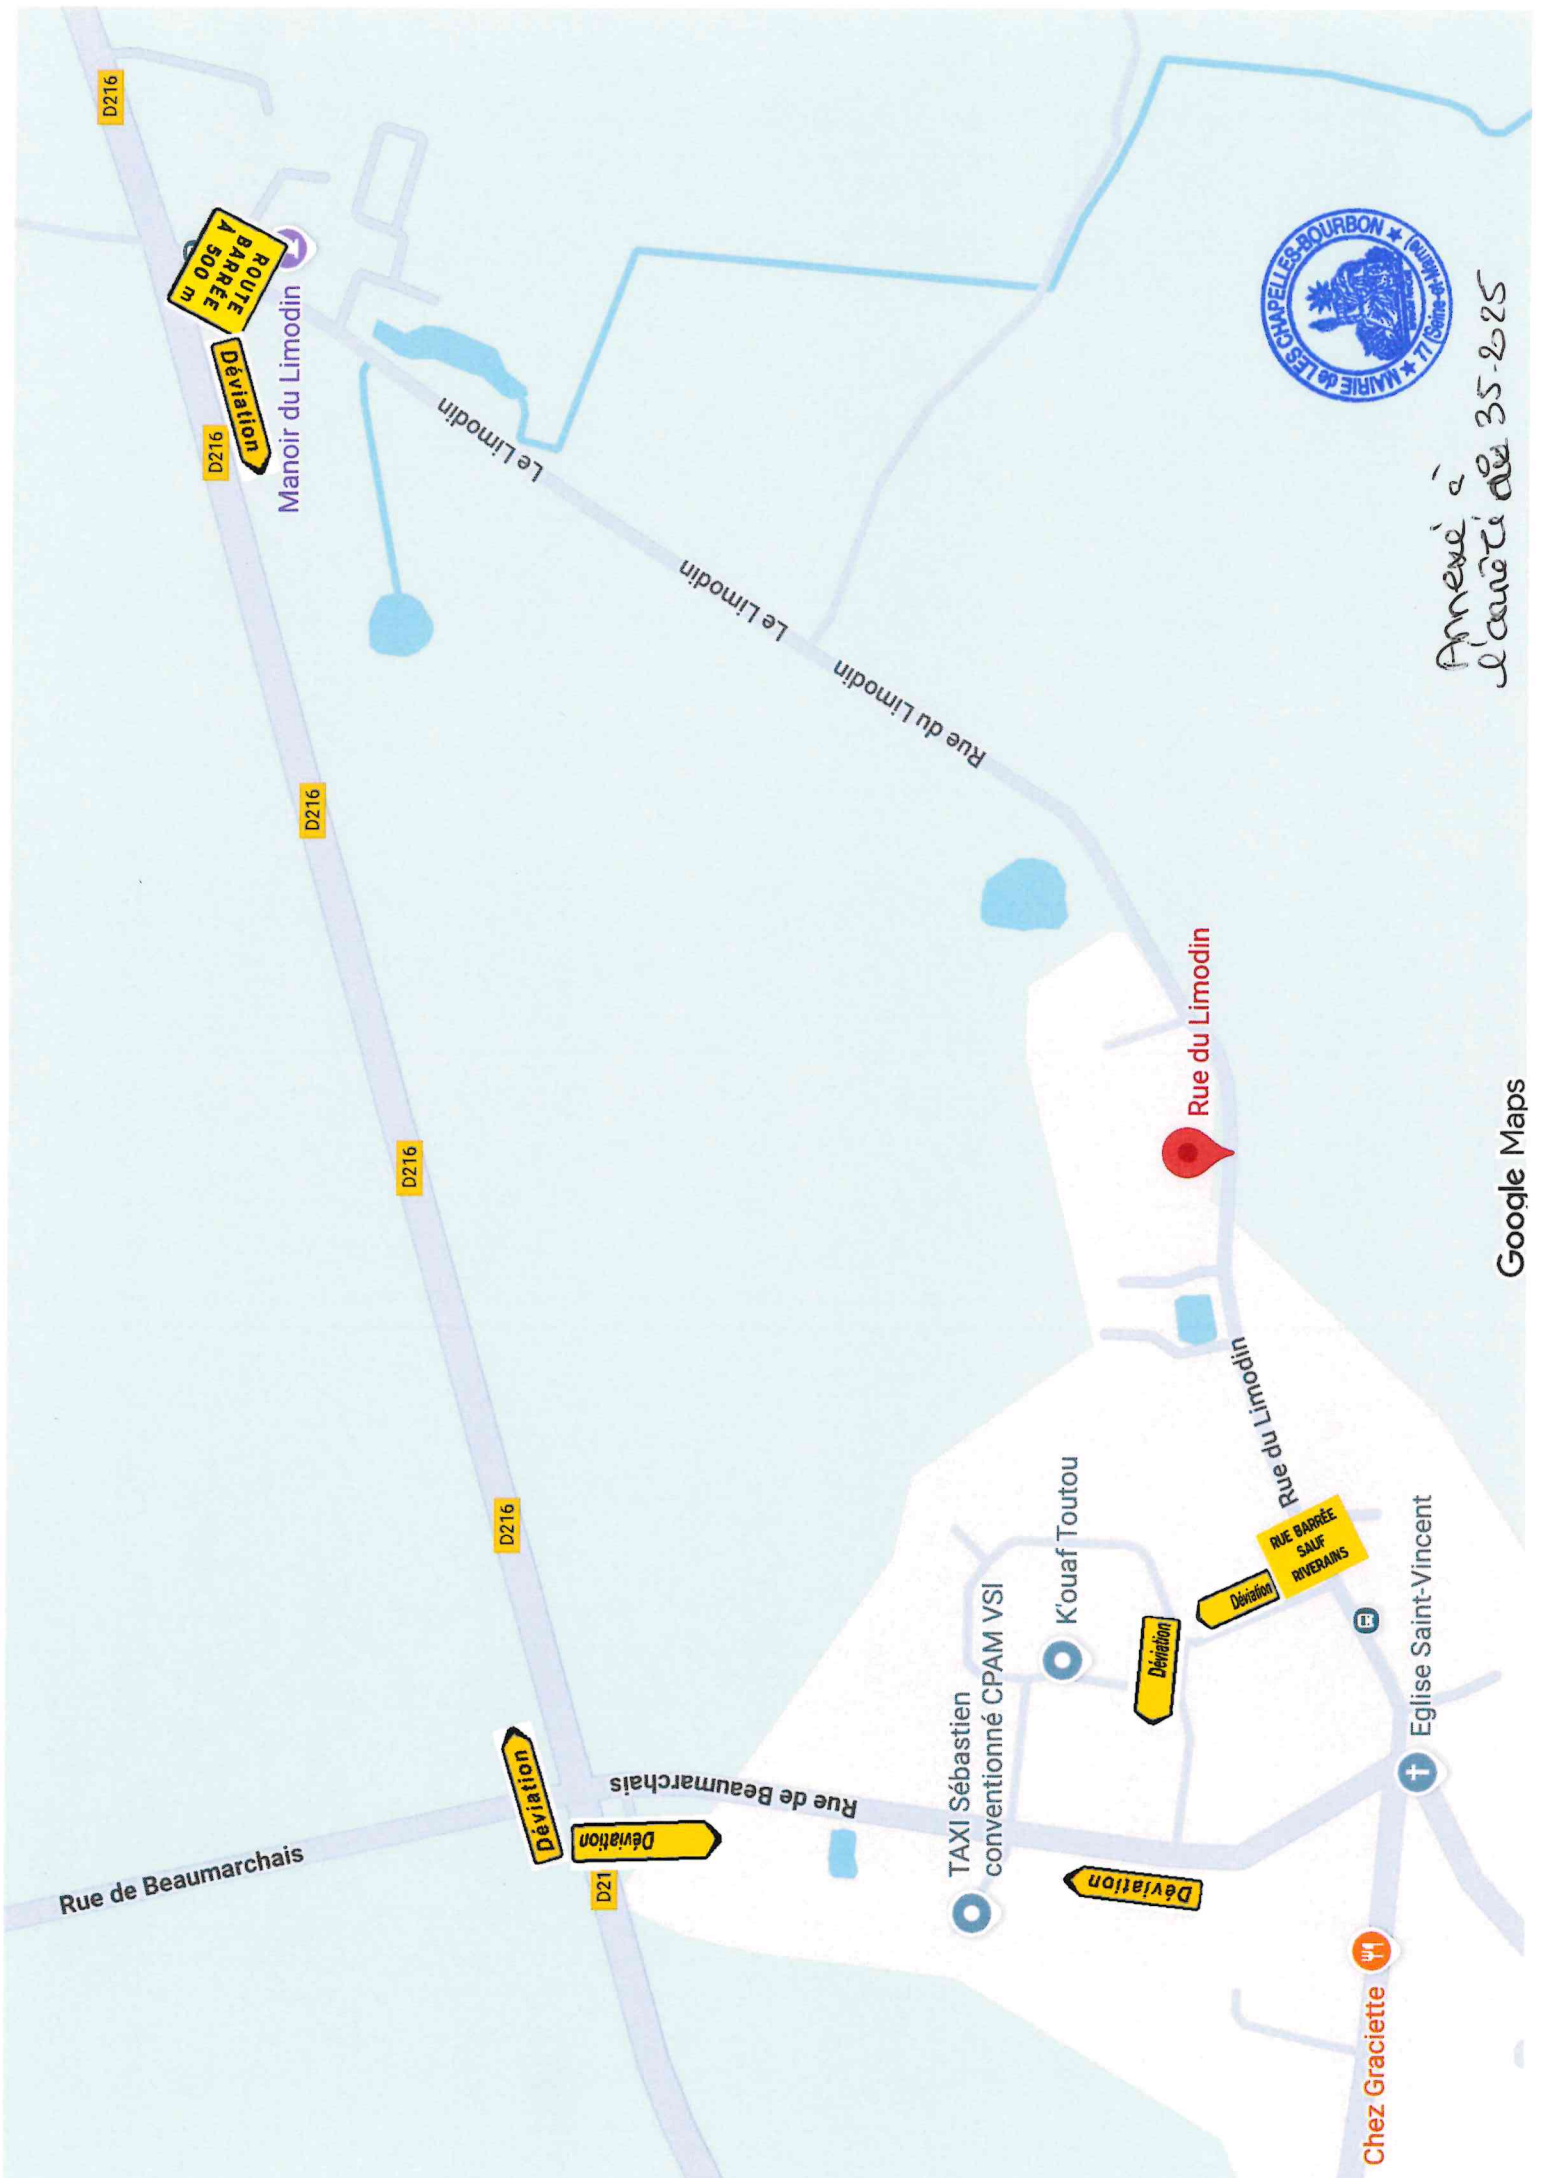 D216
ROUTE
BARRÉE
À 500 m
Déviation
D216
Manoir du Limodin
Le Limodin
Le Limodin
Rue du Limodin
D216
D216
D216
Rue du Limodin
Rue du Limodin
RUE BARRÉE
SAUF
RIVERAINS
Déviation
Déviation
K'ouaf Toutou
TAXI Sébastien
conventionné CPAM VSI
Eglise Saint-Vincent
Déviation
Déviation
Déviation
D21
Rue de Beaumarchais
Rue de Beaumarchais
Chez Graciette
Google Maps
MAIRIE de LES CHAPELLES-BOURBON
77 (Seine-et-Marne)
Annexé à
l'arrêté 35-2025